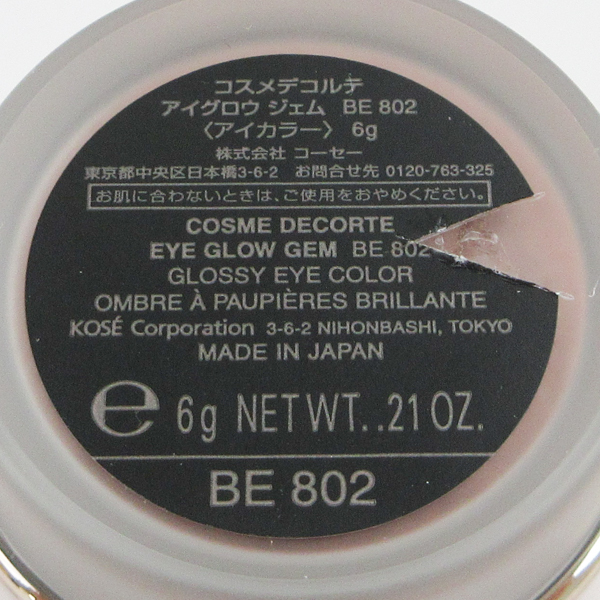 コスメデコルテ
アイグロウ ジェム BE 802
〈アイカラー〉 6g
株式会社 コーセー
東京都中央区日本橋3-6-2 お問合せ先 0120-763-325
お肌に合わないときは、ご使用をおやめください。
COSME DECORTE
EYE GLOW GEM BE 802
GLOSSY EYE COLOR
OMBRE À PAUPIÈRES BRILLANTE
KOSÉ Corporation 3-6-2 NIHONBASHI, TOKYO
MADE IN JAPAN
℮ 6g NET WT. .21 OZ.
BE 802